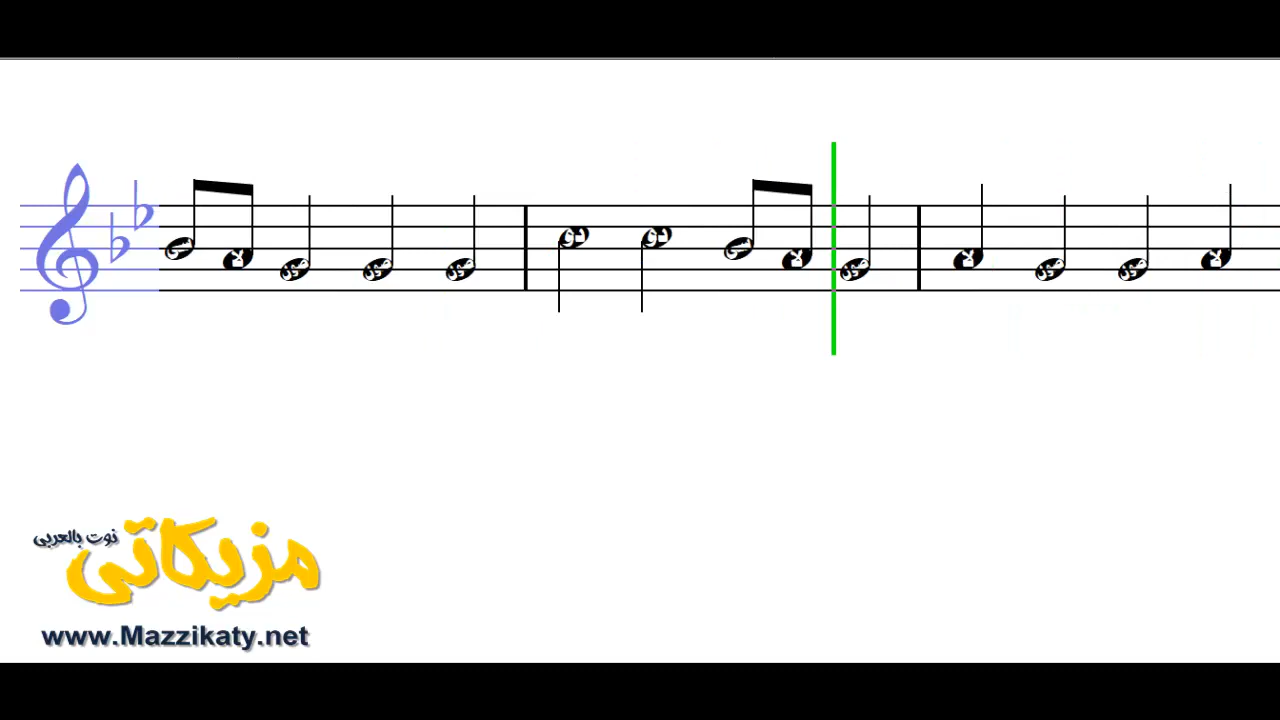 سي لا صول صول صول دو دو سي لا صول لا صول صول لا
نوت بالعربي
مزيكاتي
www.Mazzikaty.net